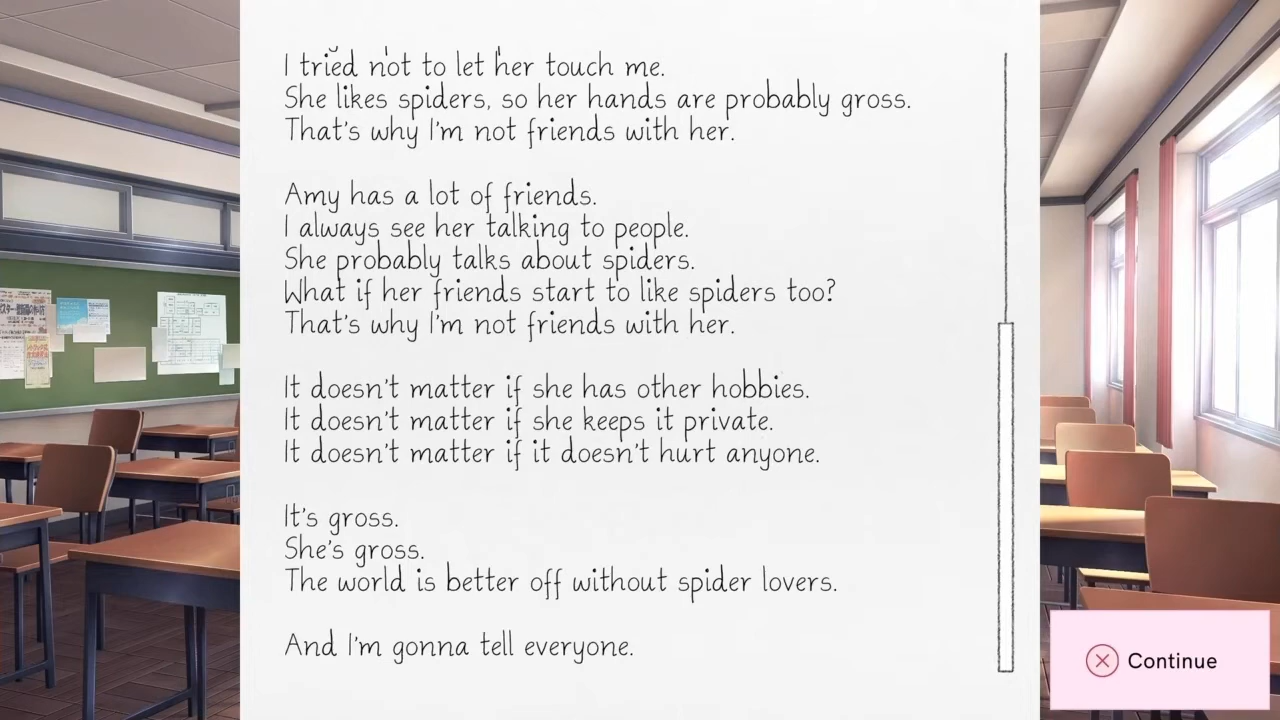 I tried not to let her touch me.
She likes spiders, so her hands are probably gross.
That's why I'm not friends with her.
Amy has a lot of friends.
I always see her talking to people.
She probably talks about spiders.
What if her friends start to like spiders too?
That's why I'm not friends with her.
It doesn't matter if she has other hobbies.
It doesn't matter if she keeps it private.
It doesn't matter if it doesn't hurt anyone.
It's gross.
She's gross.
The world is better off without spider lovers.
And I'm gonna tell everyone.
Continue